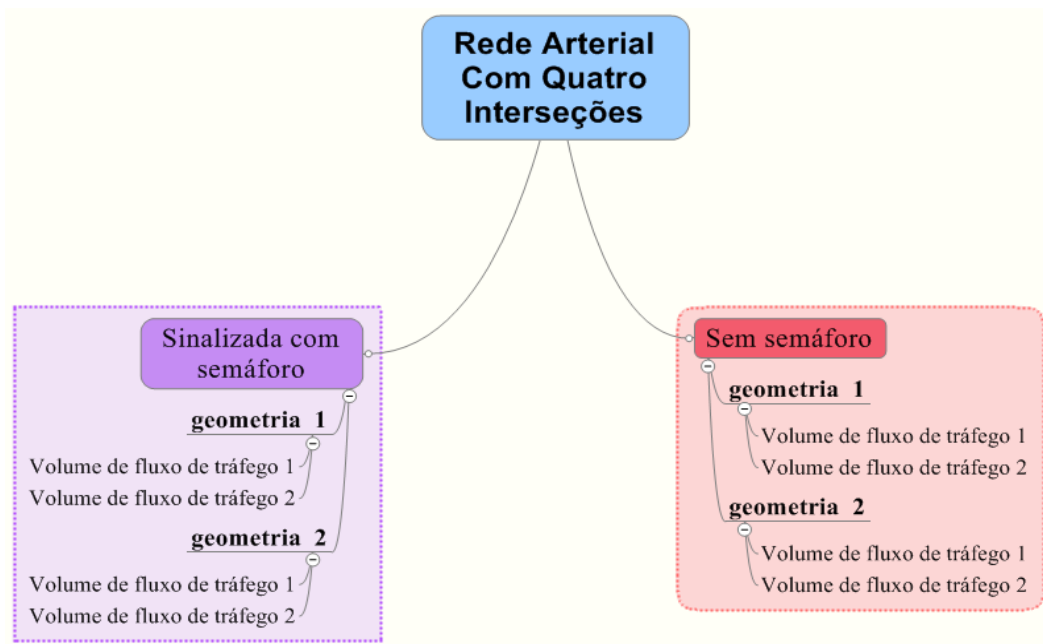 Rede Arterial
Com Quatro
Interseções
Sinalizada com
semáforo
geometria 1
Volume de fluxo de tráfego 1
Volume de fluxo de tráfego 2
geometria 2
Volume de fluxo de tráfego 1
Volume de fluxo de tráfego 2
Sem semáforo
geometria 1
Volume de fluxo de tráfego 1
Volume de fluxo de tráfego 2
geometria 2
Volume de fluxo de tráfego 1
Volume de fluxo de tráfego 2